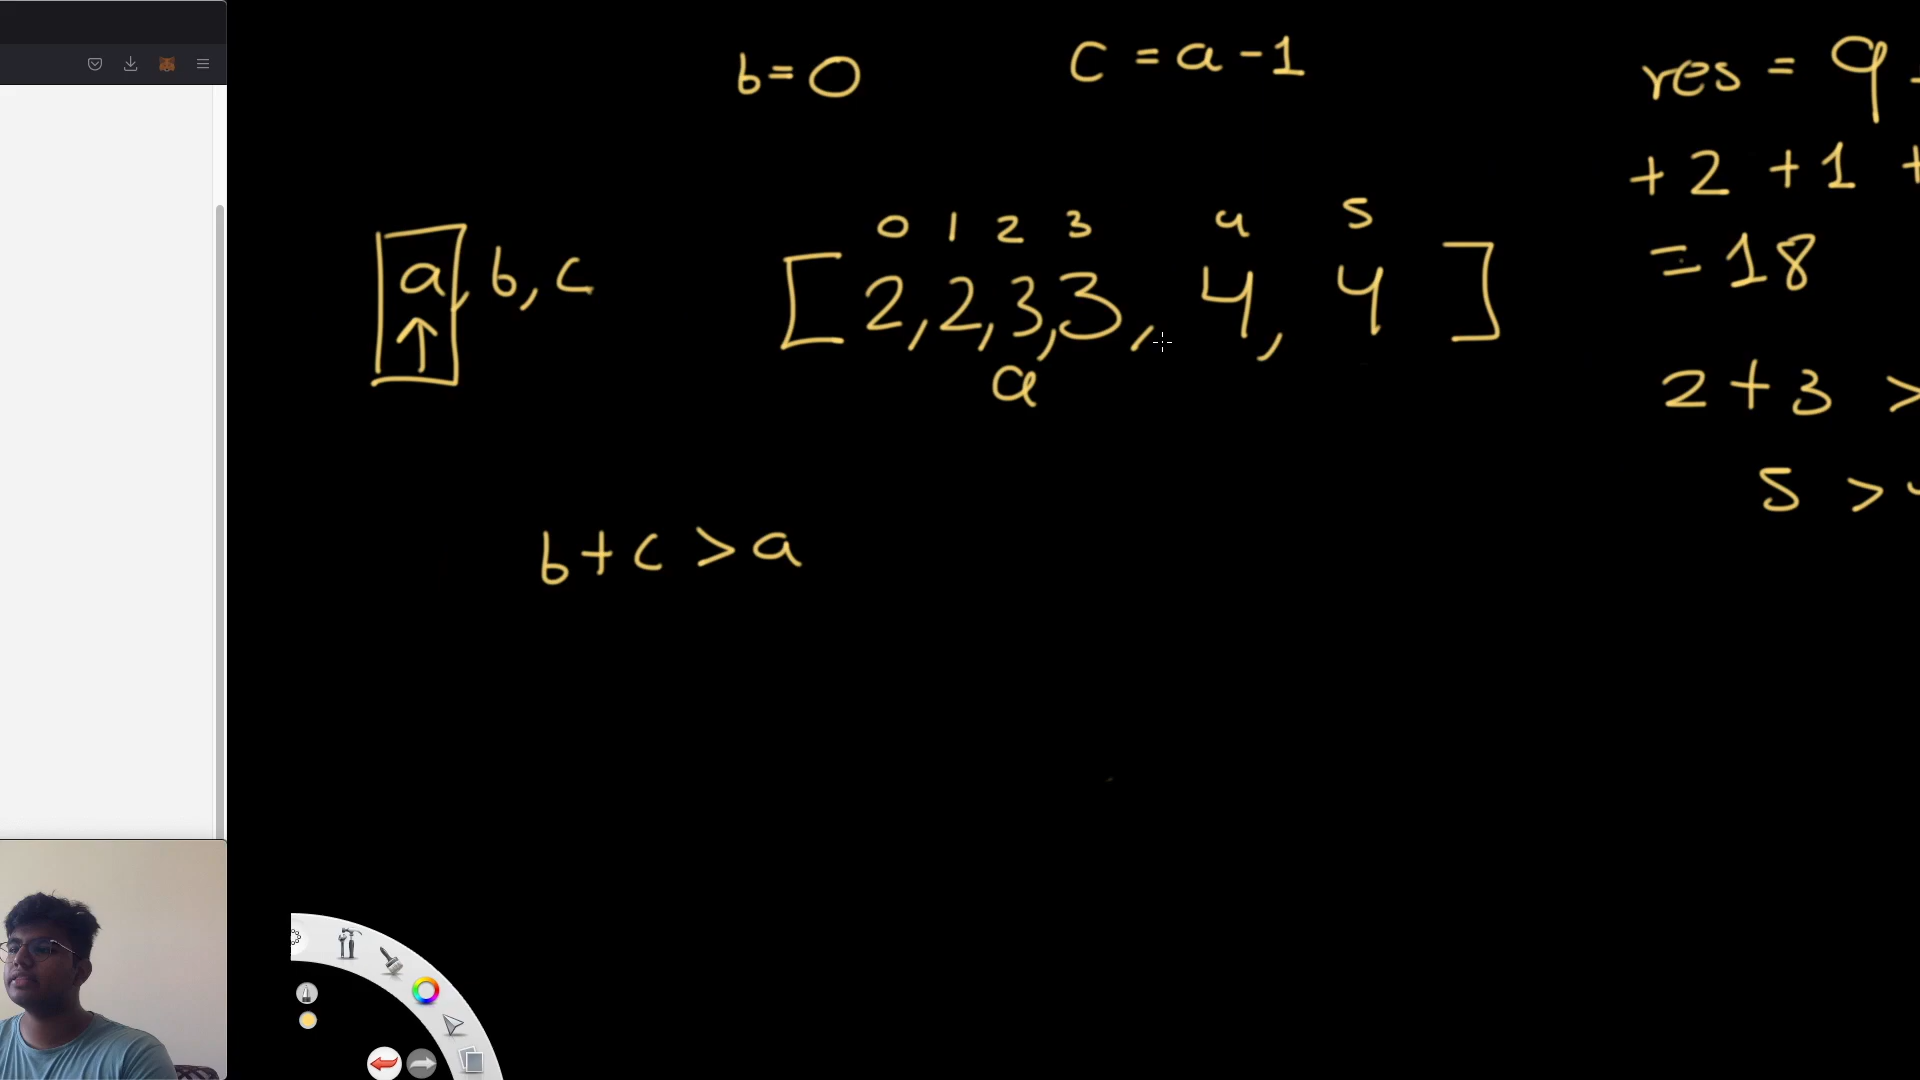 b = 0
c = a - 1
res = 9
+ 2 + 1 +
= 18
0 1 2 3 4 5
a, b, c
[2, 2, 3, 3, 4, 4]
a
2 + 3 >
5 >
b + c > a